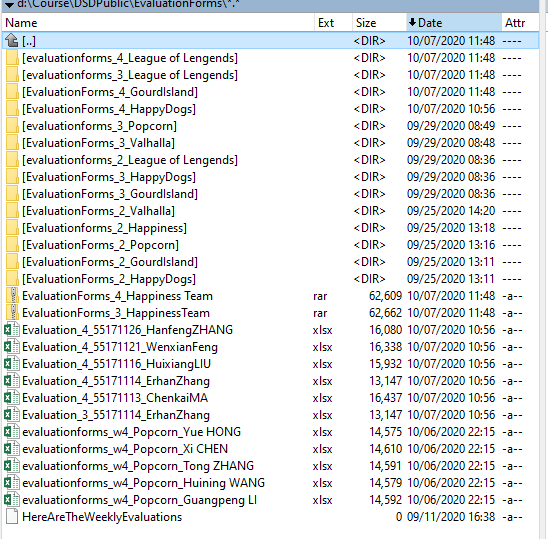 d:\Course\DSDPublic\EvaluationForms\*.*
Name Ext Size Date Attr
[..] <DIR> 10/07/2020 11:48 ----
[evaluationforms_4_League of Lengends] <DIR> 10/07/2020 11:48 ----
[evaluationforms_3_League of Lengends] <DIR> 10/07/2020 11:48 ----
[Evaluationforms_4_GourdIsland] <DIR> 10/07/2020 11:48 ----
[EvaluationForms_4_HappyDogs] <DIR> 10/07/2020 10:56 ----
[evaluationforms_3_Popcorn] <DIR> 09/29/2020 08:49 ----
[EvaluationForms_3_Valhalla] <DIR> 09/29/2020 08:48 ----
[evaluationforms_2_League of Lengends] <DIR> 09/29/2020 08:36 ----
[EvaluationForms_3_HappyDogs] <DIR> 09/29/2020 08:36 ----
[EvaluationForms_3_GourdIsland] <DIR> 09/29/2020 08:36 ----
[EvaluationForms_2_Valhalla] <DIR> 09/25/2020 14:20 ----
[Evaluationforms_2_Happiness] <DIR> 09/25/2020 13:18 ----
[Evaluationforms_2_Popcorn] <DIR> 09/25/2020 13:16 ----
[EvaluationForms_2_GourdIsland] <DIR> 09/25/2020 13:11 ----
[EvaluationForms_2_HappyDogs] <DIR> 09/25/2020 13:11 ----
EvaluationForms_4_Happiness Team rar 62,609 10/07/2020 11:48 -a--
EvaluationForms_3_HappinessTeam rar 62,662 10/07/2020 11:48 -a--
Evaluation_4_55171126_HanfengZHANG xlsx 16,080 10/07/2020 10:56 -a--
Evaluation_4_55171121_WenxianFeng xlsx 16,338 10/07/2020 10:56 -a--
Evaluation_4_55171116_HuixiangLIU xlsx 15,932 10/07/2020 10:56 -a--
Evaluation_4_55171114_ErhanZhang xlsx 13,147 10/07/2020 10:56 -a--
Evaluation_4_55171113_ChenkaiMA xlsx 16,437 10/07/2020 10:56 -a--
Evaluation_3_55171114_ErhanZhang xlsx 13,147 10/07/2020 10:56 -a--
evaluationforms_w4_Popcorn_Yue HONG xlsx 14,575 10/06/2020 22:15 -a--
evaluationforms_w4_Popcorn_Xi CHEN xlsx 14,610 10/06/2020 22:15 -a--
evaluationforms_w4_Popcorn_Tong ZHANG xlsx 14,591 10/06/2020 22:15 -a--
evaluationforms_w4_Popcorn_Huining WANG xlsx 14,579 10/06/2020 22:15 -a--
evaluationforms_w4_Popcorn_Guangpeng LI xlsx 14,592 10/06/2020 22:15 -a--
HereAreTheWeeklyEvaluations 0 09/11/2020 16:38 -a--